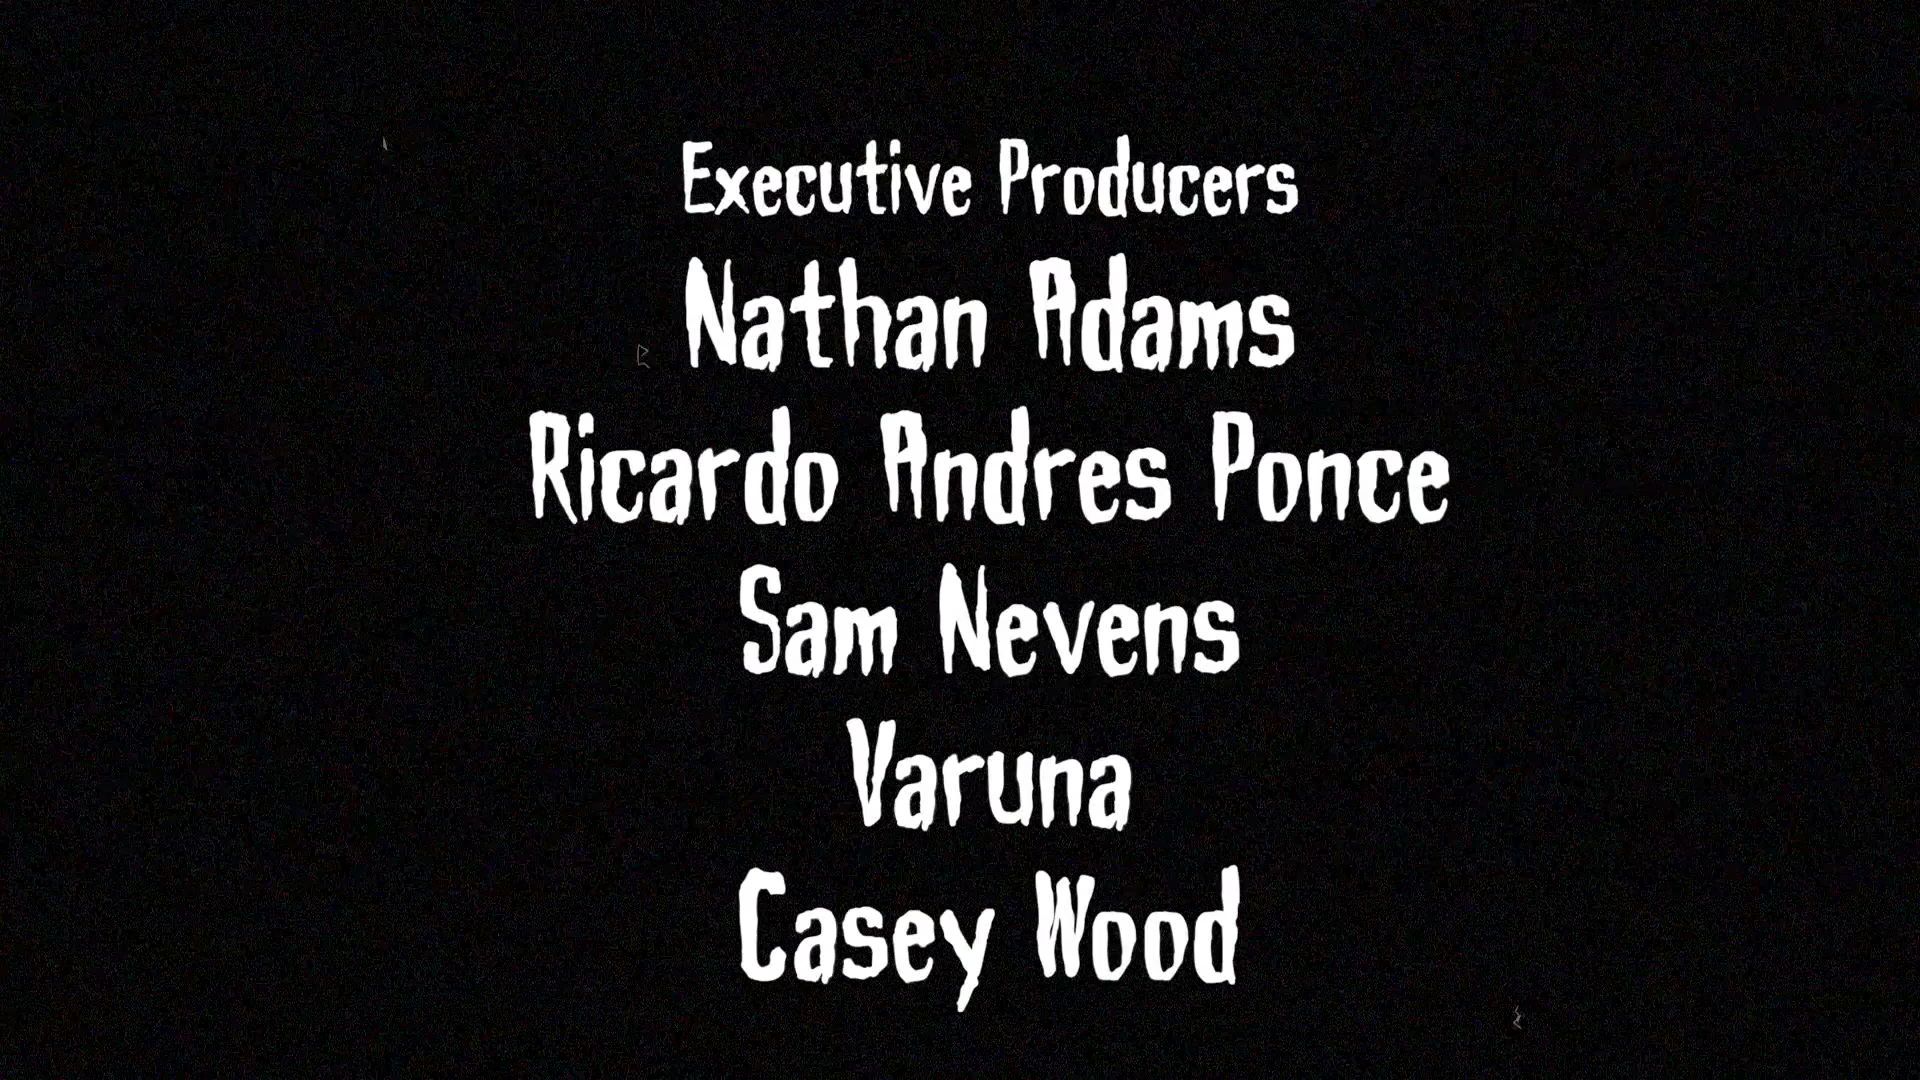 Executive Producers
Nathan Adams
Ricardo Andres Ponce
Sam Nevens
Varuna
Casey Wood